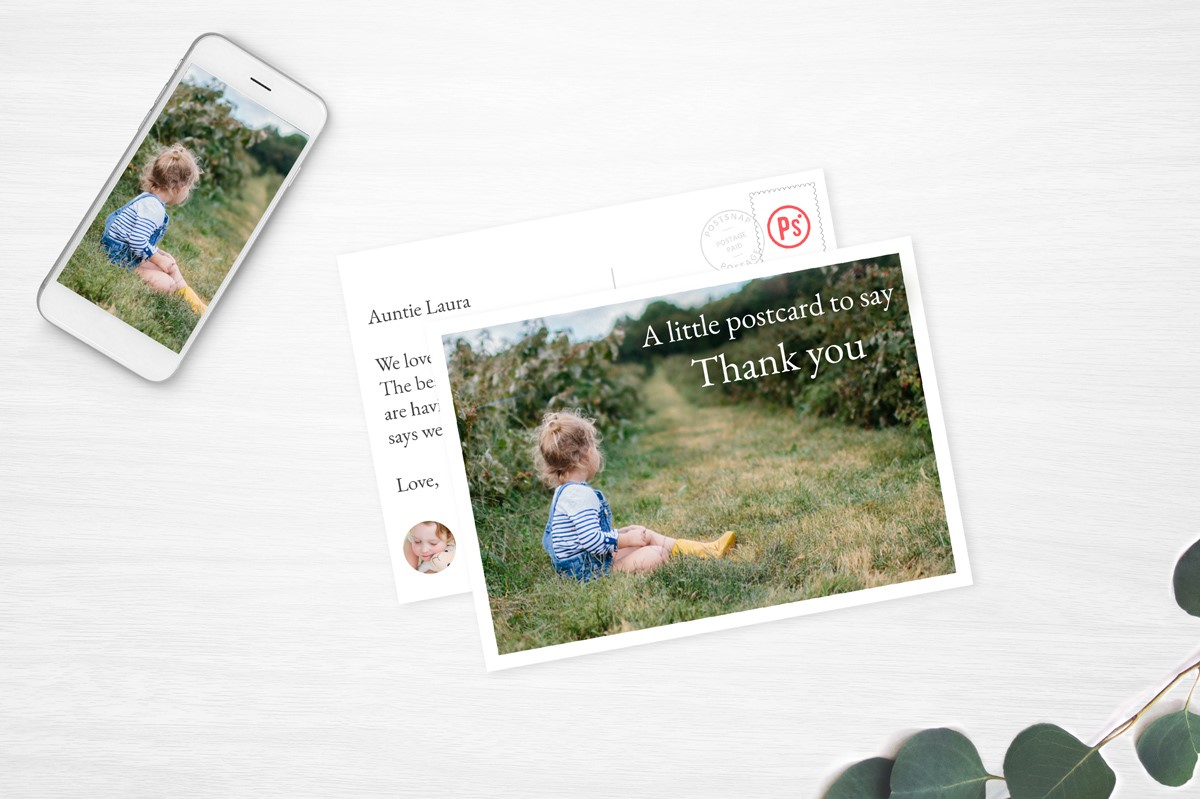 POSTSNAP
POSTAGE
PAID
Ps
Auntie Laura
We love
The be
are havi
says we
Love,
A little postcard to say
Thank you